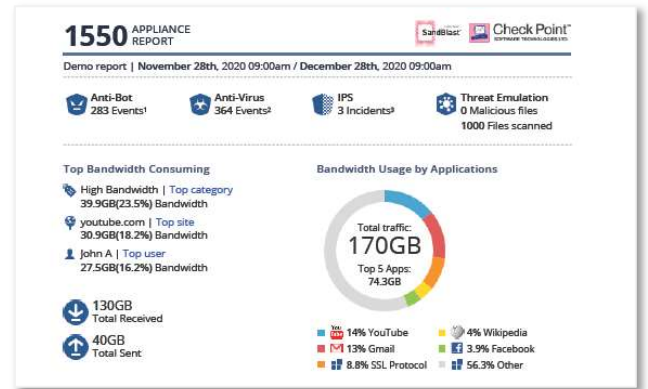 1550 APPLIANCE REPORT
SandBlast
Check Point
SOFTWARE TECHNOLOGIES LTD.
Demo report | November 28th, 2020 09:00am / December 28th, 2020 09:00am
Anti-Bot
283 Events¹
Anti-Virus
364 Events²
IPS
3 Incidents³
Threat Emulation
0 Malicious files
1000 Files scanned
Top Bandwidth Consuming
High Bandwidth | Top category
39.9GB(23.5%) Bandwidth
youtube.com | Top site
30.9GB(18.2%) Bandwidth
John A | Top user
27.5GB(16.2%) Bandwidth
130GB
Total Received
40GB
Total Sent
Bandwidth Usage by Applications
Total traffic:
170GB
Top 5 Apps:
74.3GB
You Tube 14% YouTube
13% Gmail
8.8% SSL Protocol
4% Wikipedia
3.9% Facebook
56.3% Other